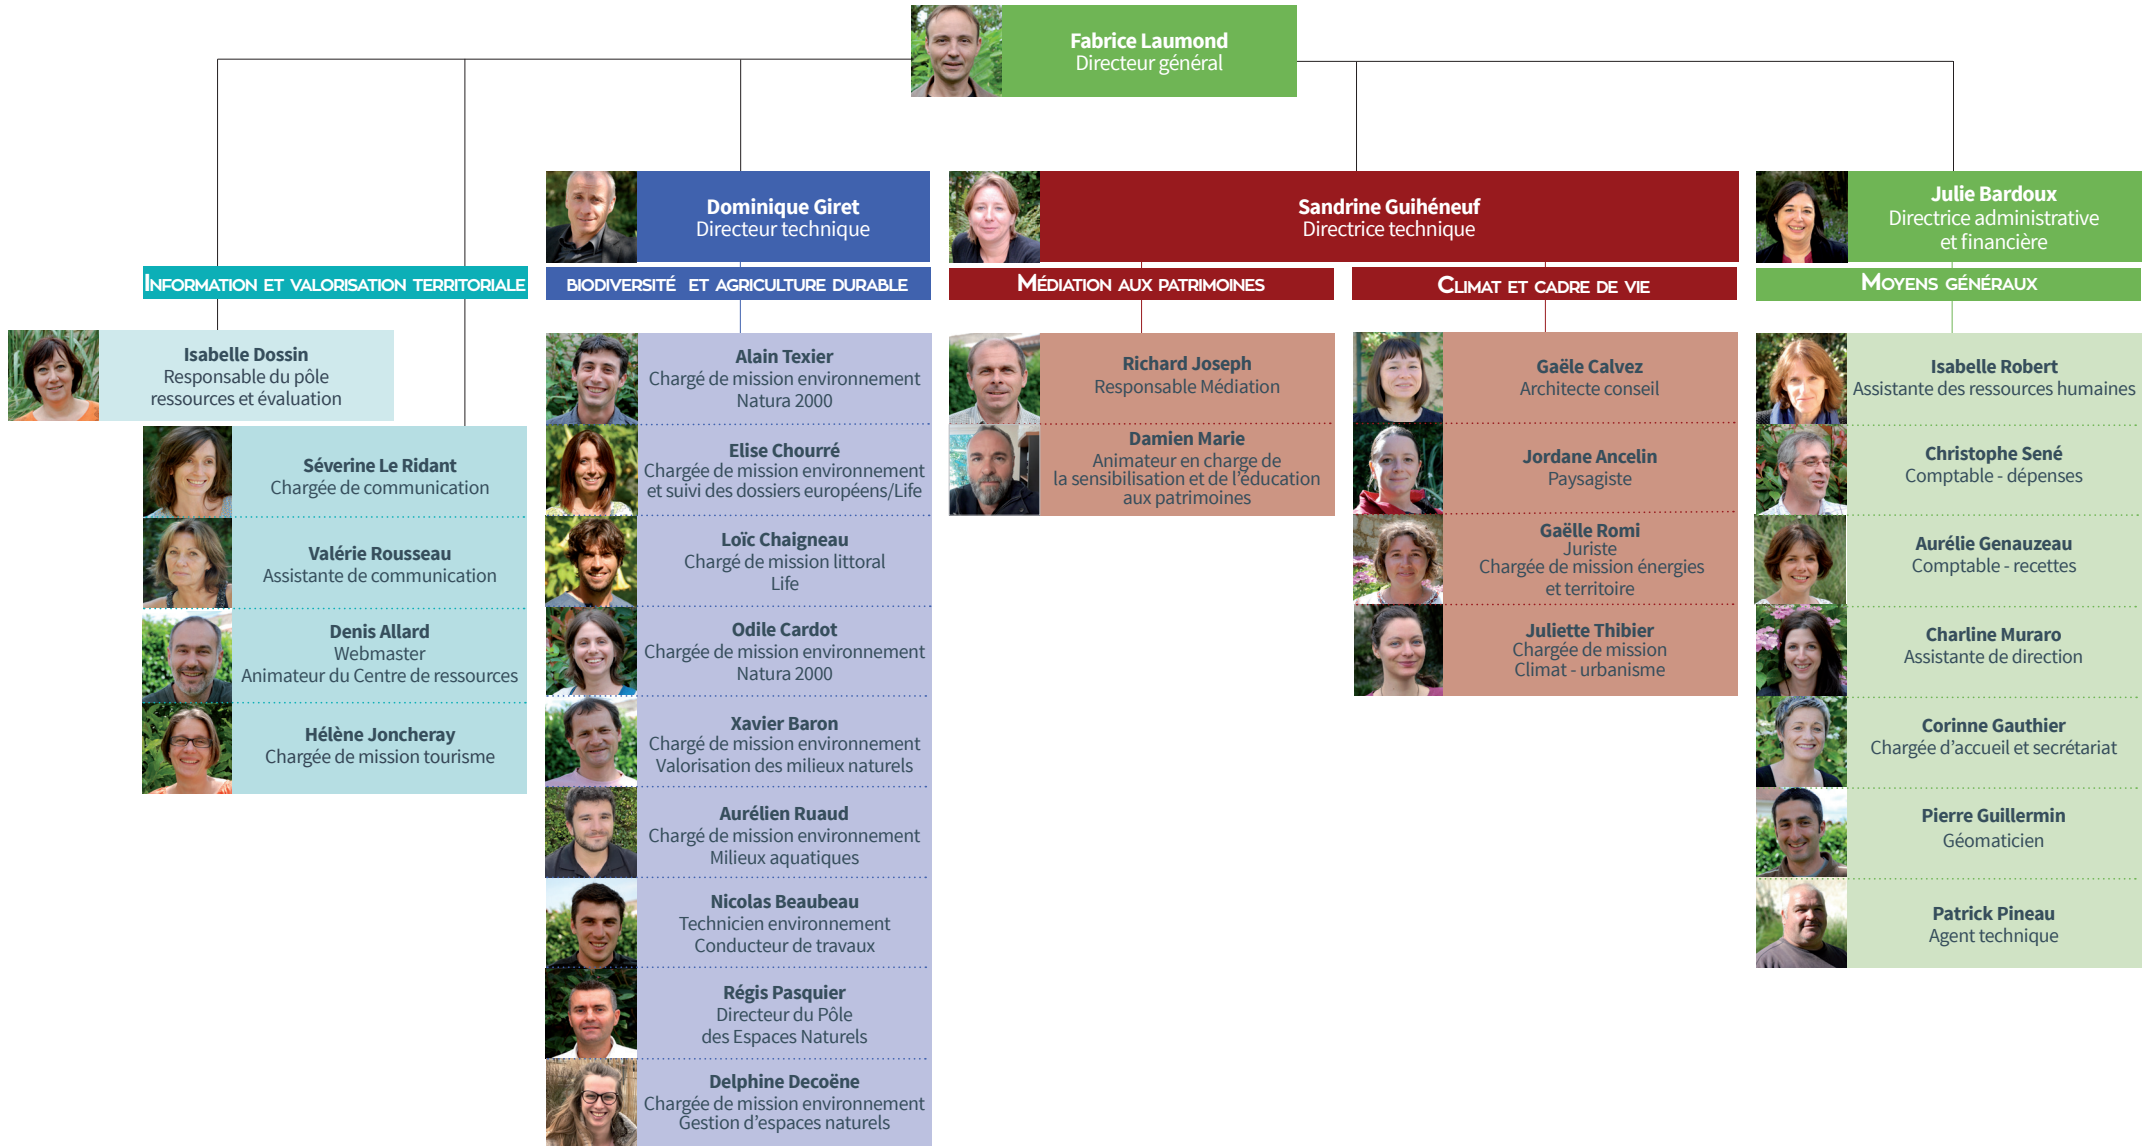 Fabrice Laumond
Directeur général
Dominique Giret
Directeur technique
Sandrine Guihéneuf
Directrice technique
Julie Bardoux
Directrice administrative
et financière
INFORMATION ET VALORISATION TERRITORIALE
BIODIVERSITÉ ET AGRICULTURE DURABLE
MÉDIATION AUX PATRIMOINES
CLIMAT ET CADRE DE VIE
MOYENS GÉNÉRAUX
Isabelle Dossin
Responsable du pôle
ressources et évaluation
Séverine Le Ridant
Chargée de communication
Valérie Rousseau
Assistante de communication
Denis Allard
Webmaster
Animateur du Centre de ressources
Hélène Joncheray
Chargée de mission tourisme
Alain Texier
Chargé de mission environnement
Natura 2000
Elise Chourré
Chargée de mission environnement
et suivi des dossiers européens/Life
Loïc Chaigneau
Chargé de mission littoral
Life
Odile Cardot
Chargée de mission environnement
Natura 2000
Xavier Baron
Chargé de mission environnement
Valorisation des milieux naturels
Aurélien Ruaud
Chargé de mission environnement
Milieux aquatiques
Nicolas Beaubeau
Technicien environnement
Conducteur de travaux
Régis Pasquier
Directeur du Pôle
des Espaces Naturels
Delphine Decoëne
Chargée de mission environnement
Gestion d'espaces naturels
Richard Joseph
Responsable Médiation
Damien Marie
Animateur en charge de
la sensibilisation et de l'éducation
aux patrimoines
Gaële Calvez
Architecte conseil
Jordane Ancelin
Paysagiste
Gaëlle Romi
Juriste
Chargée de mission énergies
et territoire
Juliette Thibier
Chargée de mission
Climat - urbanisme
Isabelle Robert
Assistante des ressources humaines
Christophe Sené
Comptable - dépenses
Aurélie Genauzeau
Comptable - recettes
Charline Muraro
Assistante de direction
Corinne Gauthier
Chargée d'accueil et secrétariat
Pierre Guillermin
Géomaticien
Patrick Pineau
Agent technique